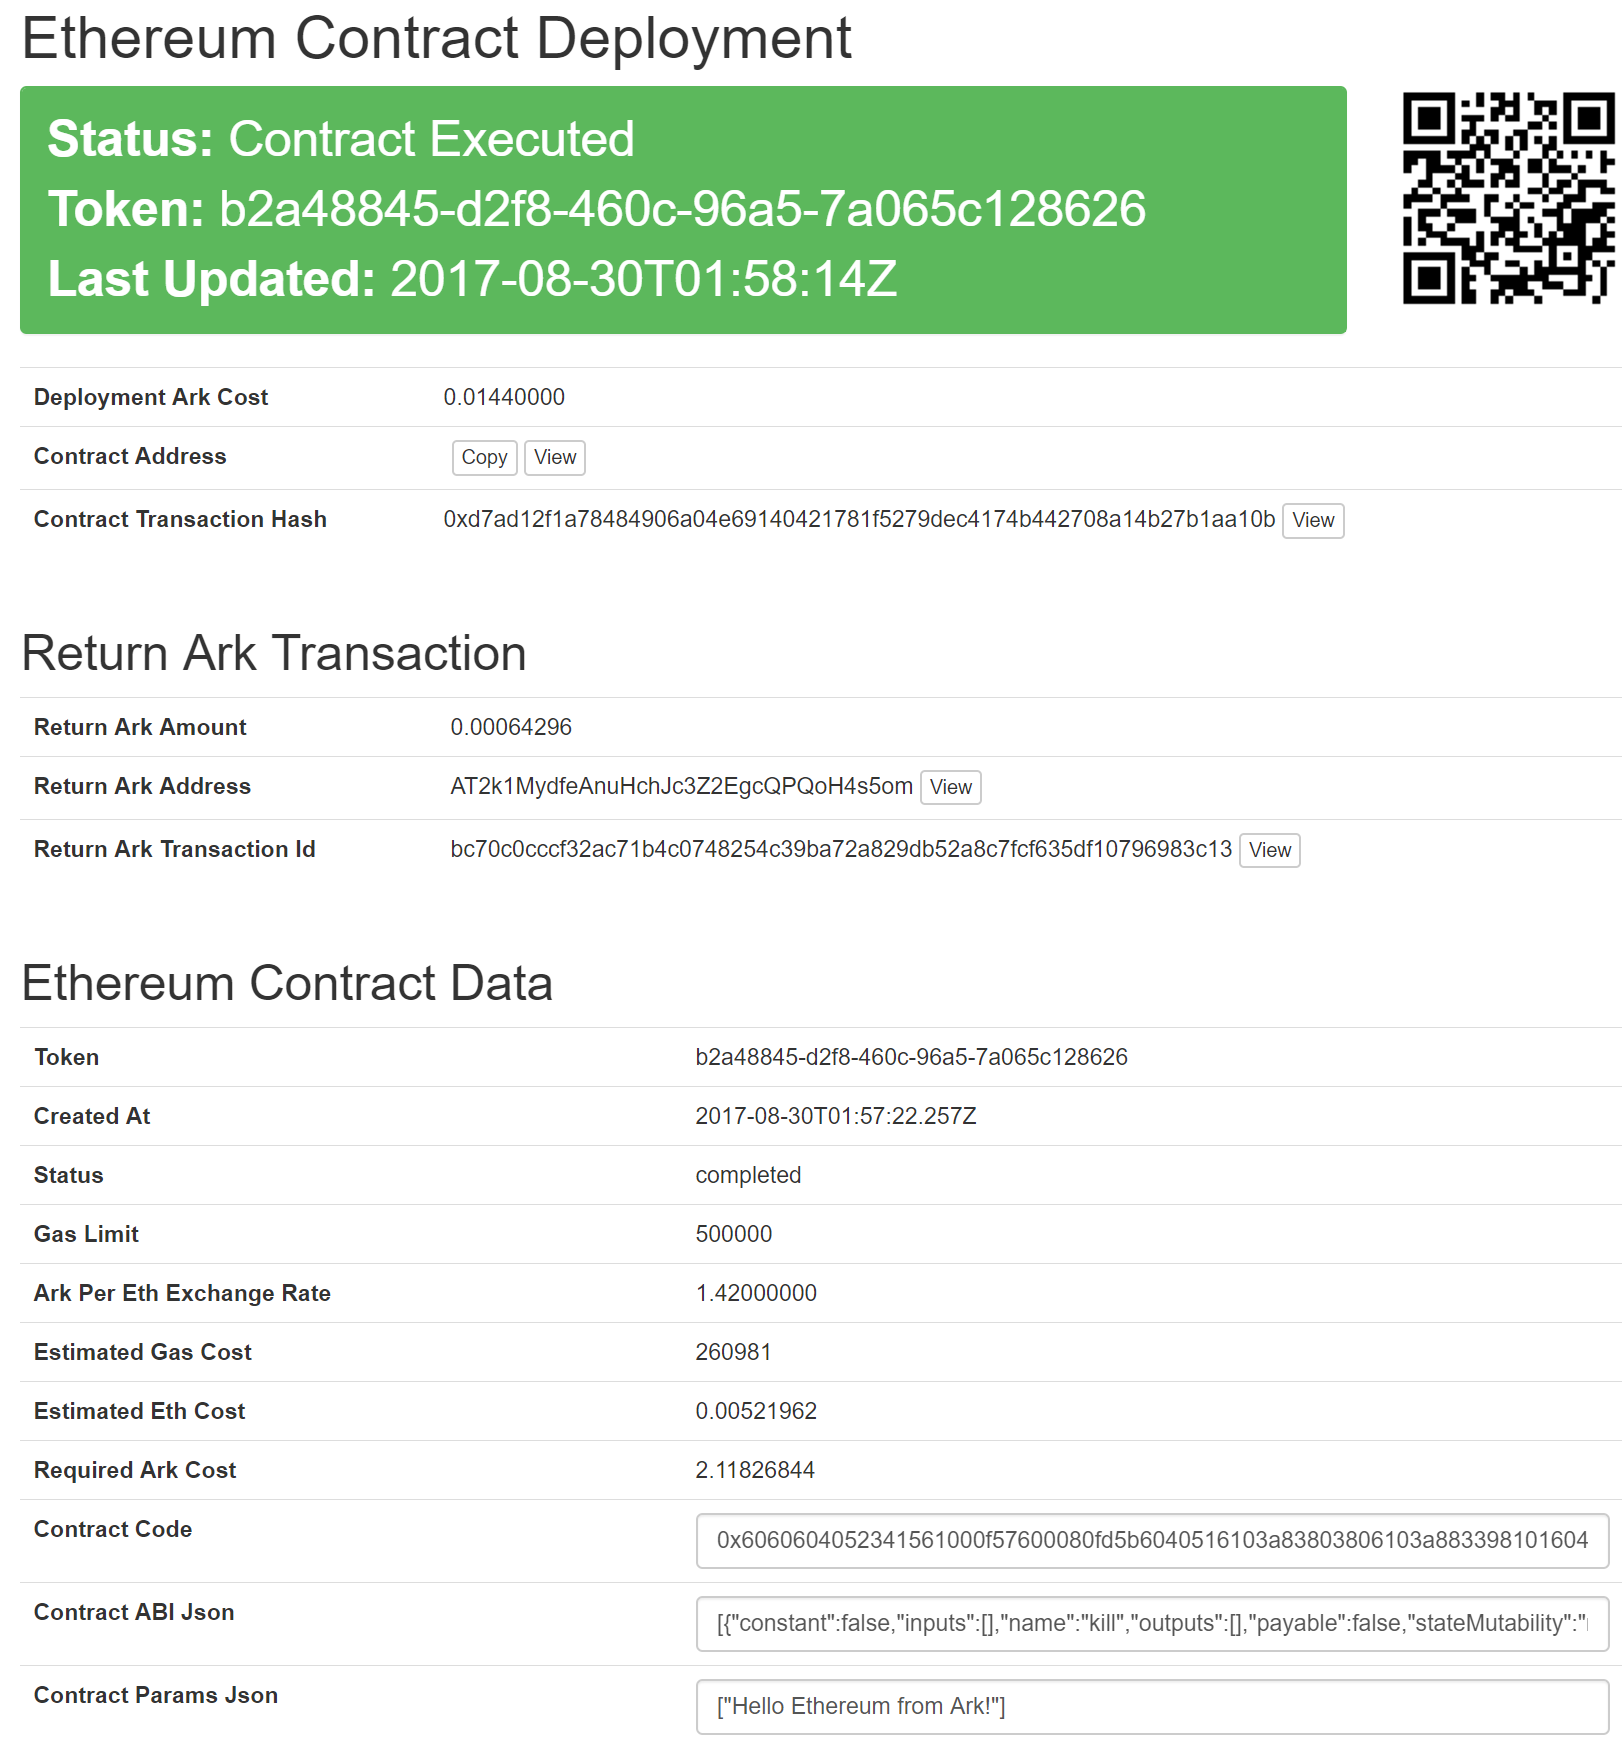 Ethereum Contract Deployment
Status: Contract Executed
Token: b2a48845-d2f8-460c-96a5-7a065c128626
Last Updated: 2017-08-30T01:58:14Z
Deployment Ark Cost 0.01440000
Contract Address Copy View
Contract Transaction Hash 0xd7ad12f1a78484906a04e69140421781f5279dec4174b442708a14b27b1aa10b View
Return Ark Transaction
Return Ark Amount 0.00064296
Return Ark Address AT2k1MydfeAnuHchJc3Z2EgcQPQoH4s5om View
Return Ark Transaction Id bc70c0cccf32ac71b4c0748254c39ba72a829db52a8c7fcf635df10796983c13 View
Ethereum Contract Data
Token b2a48845-d2f8-460c-96a5-7a065c128626
Created At 2017-08-30T01:57:22.257Z
Status completed
Gas Limit 500000
Ark Per Eth Exchange Rate 1.42000000
Estimated Gas Cost 260981
Estimated Eth Cost 0.00521962
Required Ark Cost 2.11826844
Contract Code 0x6060604052341561000f57600080fd5b6040516103a83803806103a883398101604
Contract ABI Json [{"constant":false,"inputs":[],"name":"kill","outputs":[],"payable":false,"stateMutability":"
Contract Params Json ["Hello Ethereum from Ark!"]